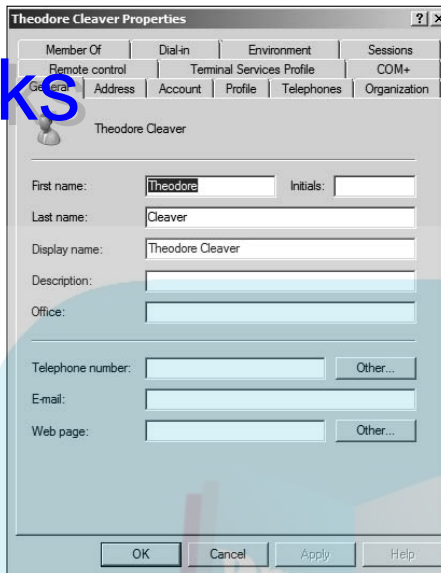 Theodore Cleaver Properties
Member Of Dial-in Environment Sessions
Remote control Terminal Services Profile COM+
General Address Account Profile Telephones Organization
ks
Theodore Cleaver
First name: Theodore Initials:
Last name: Cleaver
Display name: Theodore Cleaver
Description:
Office:
Telephone number: Other...
E-mail:
Web page: Other...
OK Cancel Apply Help